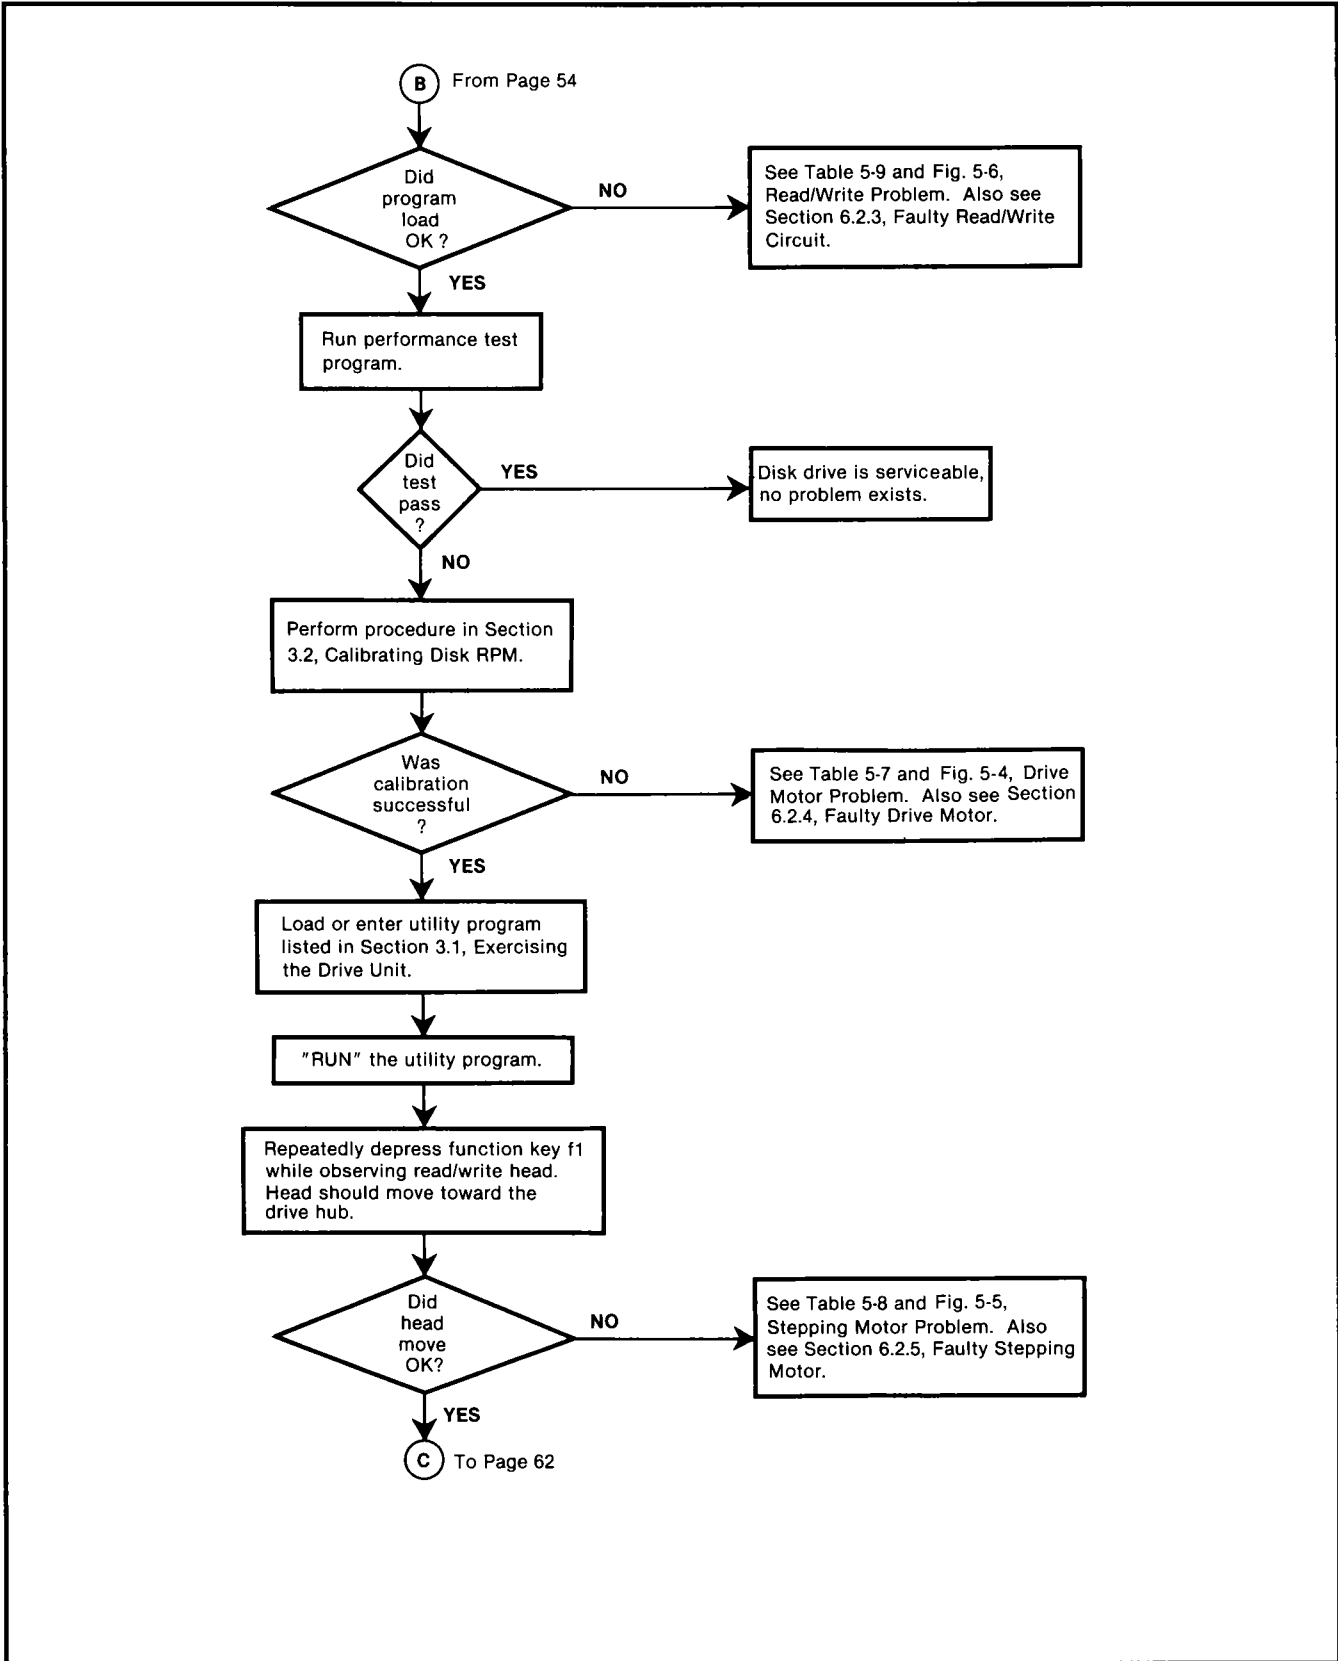 B From Page 54
Did
program
load
OK ?
NO
See Table 5-9 and Fig. 5-6,
Read/Write Problem. Also see
Section 6.2.3, Faulty Read/Write
Circuit.
YES
Run performance test
program.
Did
test
pass
?
YES
Disk drive is serviceable,
no problem exists.
NO
Perform procedure in Section
3.2, Calibrating Disk RPM.
Was
calibration
successful
?
NO
See Table 5-7 and Fig. 5-4, Drive
Motor Problem. Also see Section
6.2.4, Faulty Drive Motor.
YES
Load or enter utility program
listed in Section 3.1, Exercising
the Drive Unit.
"RUN" the utility program.
Repeatedly depress function key f1
while observing read/write head.
Head should move toward the
drive hub.
Did
head
move
OK?
NO
See Table 5-8 and Fig. 5-5,
Stepping Motor Problem. Also
see Section 6.2.5, Faulty Stepping
Motor.
YES
C To Page 62